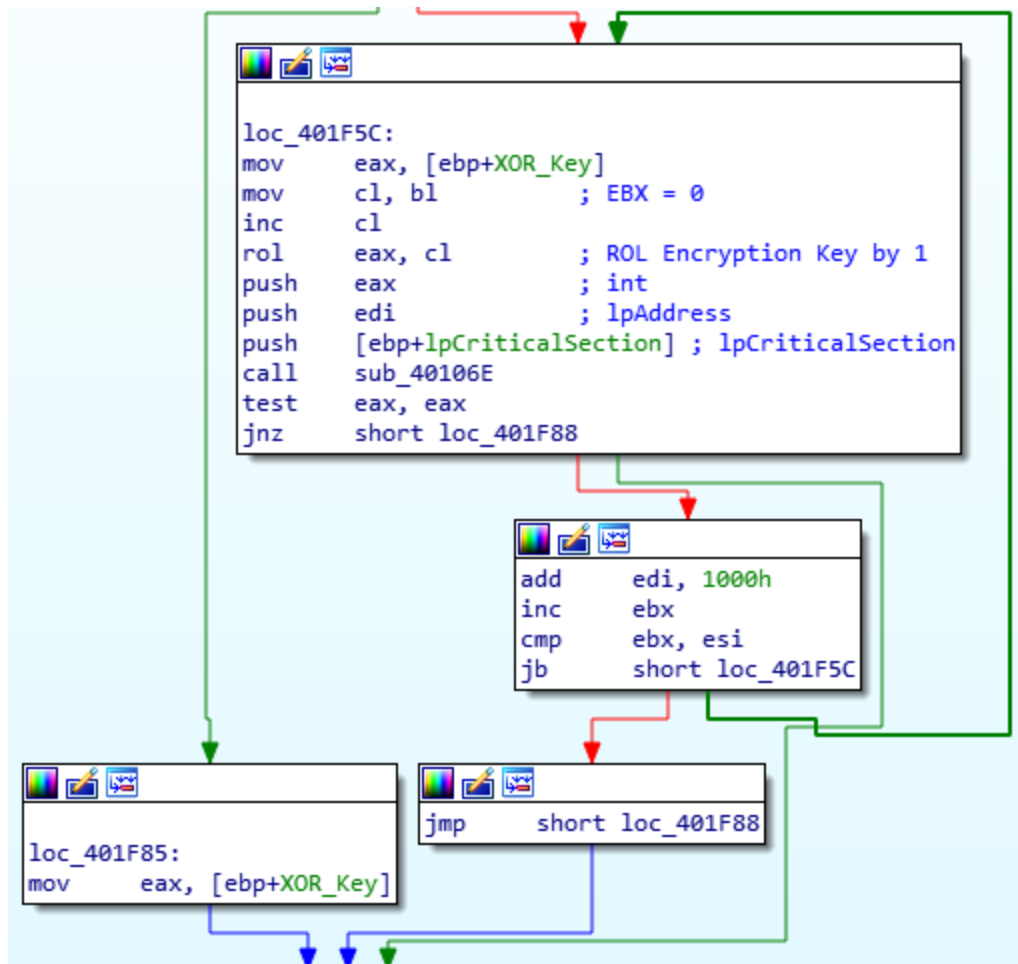 loc_401F5C:
mov eax, [ebp+XOR_Key]
mov cl, bl ; EBX = 0
inc cl
rol eax, cl ; ROL Encryption Key by 1
push eax ; int
push edi ; lpAddress
push [ebp+lpCriticalSection] ; lpCriticalSection
call sub_40106E
test eax, eax
jnz short loc_401F88
add edi, 1000h
inc ebx
cmp ebx, esi
jb short loc_401F5C
loc_401F85:
mov eax, [ebp+XOR_Key]
jmp short loc_401F88